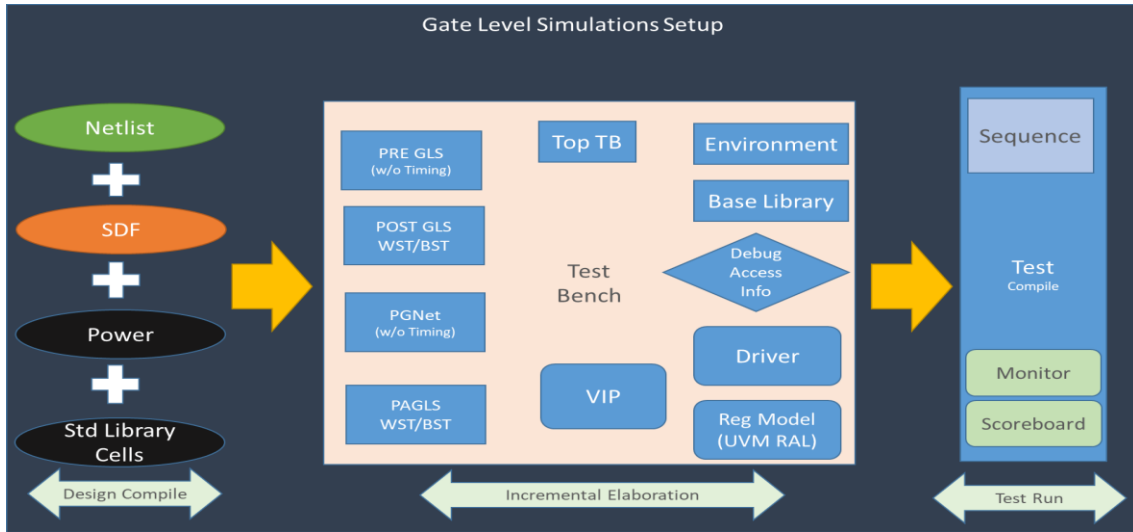 Gate Level Simulations Setup
Netlist
SDF
Power
Std Library
Cells
Design Compile
PRE GLS
(w/o Timing)
POST GLS
WST/BST
PGNet
(w/o Timing)
PAGLS
WST/BST
Top TB
Test
Bench
VIP
Environment
Base Library
Debug
Access
Info
Driver
Reg Model
(UVM RAL)
Incremental Elaboration
Sequence
Test
Compile
Monitor
Scoreboard
Test Run